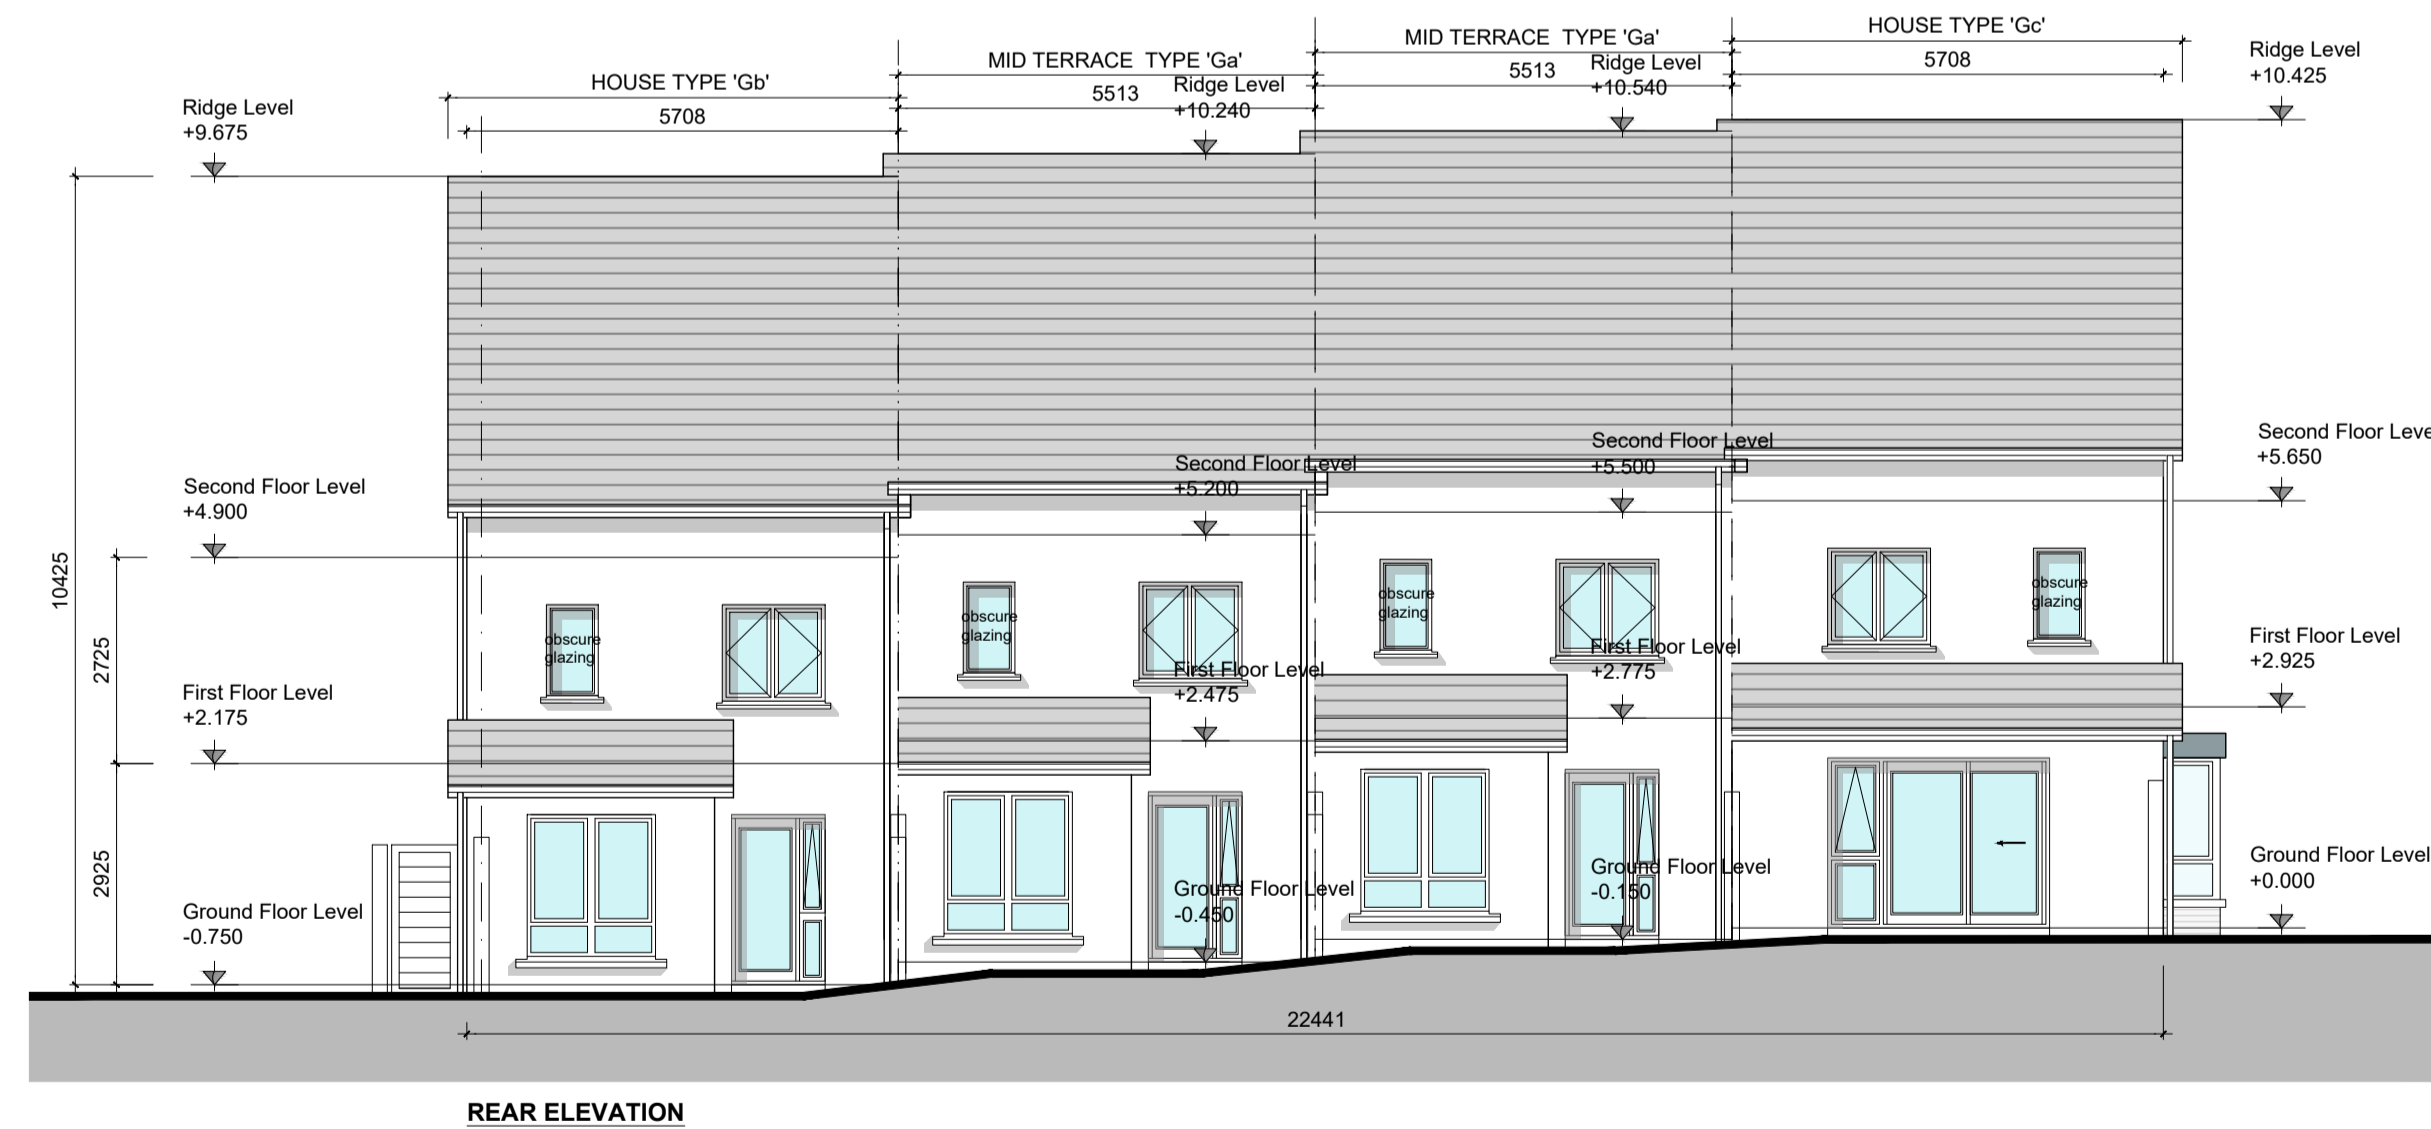 HOUSE TYPE 'Gb'
5708
MID TERRACE  TYPE 'Ga'
5513
MID TERRACE  TYPE 'Ga'
5513
HOUSE TYPE 'Gc'
5708
Ridge Level
+9.675
Ridge Level
+10.240
Ridge Level
+10.540
Ridge Level
+10.425
Second Floor Level
+4.900
Second Floor Level
+5.200
Second Floor Level
+5.500
Second Floor Leve
+5.650
10425
2725
2925
obscure
glazing
obscure
glazing
obscure
glazing
obscure
glazing
First Floor Level
+2.175
First Floor Level
+2.475
First Floor Level
+2.775
First Floor Level
+2.925
Ground Floor Level
-0.750
Ground Floor Level
-0.450
Ground Floor Level
-0.150
Ground Floor Level
+0.000
22441
REAR ELEVATION